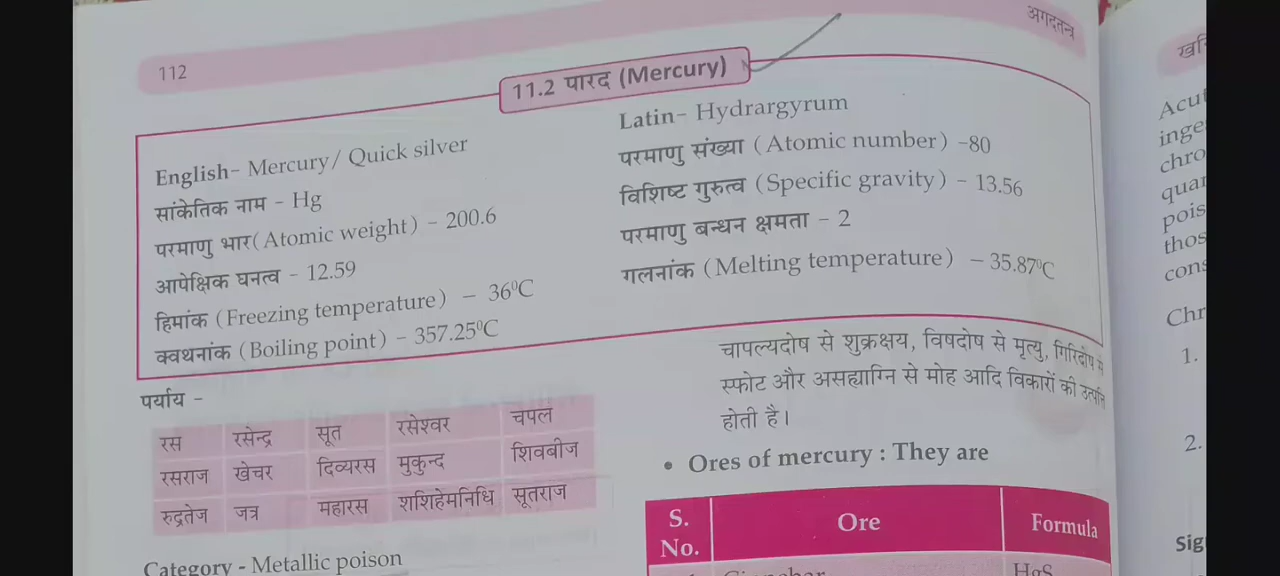 112
अगदतन्त्र
11.2 पारद (Mercury)
English- Mercury/ Quick silver
सांकेतिक नाम - Hg
परमाणु भार(Atomic weight) - 200.6
आपेक्षिक घनत्व - 12.59
हिमांक (Freezing temperature) - 36⁰C
क्वथनांक (Boiling point) - 357.25⁰C
Latin- Hydrargyrum
परमाणु संख्या (Atomic number) -80
विशिष्ट गुरुत्व (Specific gravity) - 13.56
परमाणु बन्धन क्षमता - 2
गलनांक (Melting temperature) - 35.87⁰C
पर्याय -
रस रसेन्द्र सूत रसेश्वर चपल
रसराज खेचर दिव्यरस मुकुन्द शिवबीज
रुद्रतेज जत्र महारस शशिहेमनिधि सूतराज
Category - Metallic poison
चापल्यदोष से शुक्रक्षय, विषदोष से मृत्यु, गिरिदोष से
स्फोट और असह्याग्नि से मोह आदि विकारों की उत्पत्ति
होती है।
• Ores of mercury : They are
S. No. Ore Formula
HgS
Acu
inge
chro
quar
pois
thos
cons
Chr
1.
2.
Sig